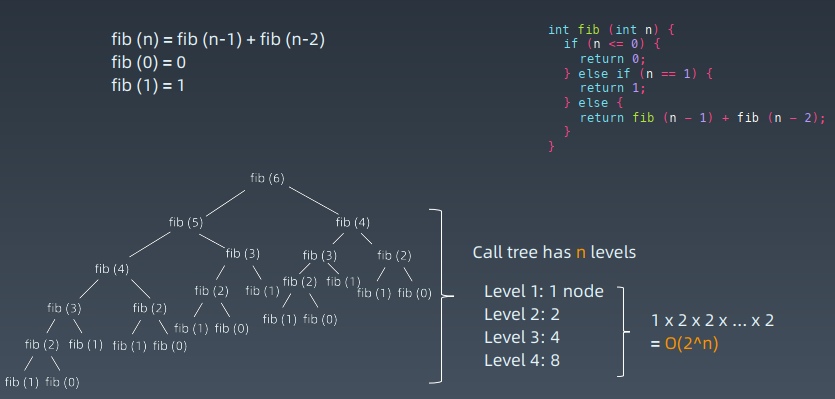 fib (n) = fib (n-1) + fib (n-2)
fib (0) = 0
fib (1) = 1
int fib (int n) {
if (n <= 0) {
return 0;
} else if (n == 1) {
return 1;
} else {
return fib (n - 1) + fib (n - 2);
}
}
fib (6)
fib (5) fib (4)
fib (4) fib (3) fib (3) fib (2)
fib (3) fib (2) fib (2) fib (1) fib (2) fib (1) fib (1) fib (0)
fib (2) fib (1) fib (1) fib (0) fib (1) fib (0) fib (1) fib (0)
fib (1) fib (0)
Call tree has n levels
Level 1: 1 node
Level 2: 2
Level 3: 4
Level 4: 8
1 x 2 x 2 x ... x 2
= O(2^n)